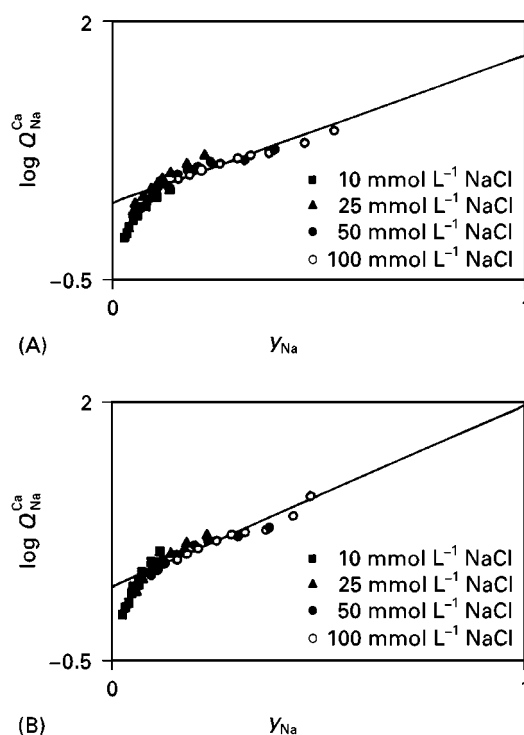 2
log Q^Ca_Na
■ 10 mmol L⁻¹ NaCl
▲ 25 mmol L⁻¹ NaCl
● 50 mmol L⁻¹ NaCl
○ 100 mmol L⁻¹ NaCl
−0.5
0
1
(A)
y_Na
2
log Q^Ca_Na
■ 10 mmol L⁻¹ NaCl
▲ 25 mmol L⁻¹ NaCl
● 50 mmol L⁻¹ NaCl
○ 100 mmol L⁻¹ NaCl
−0.5
0
1
(B)
y_Na